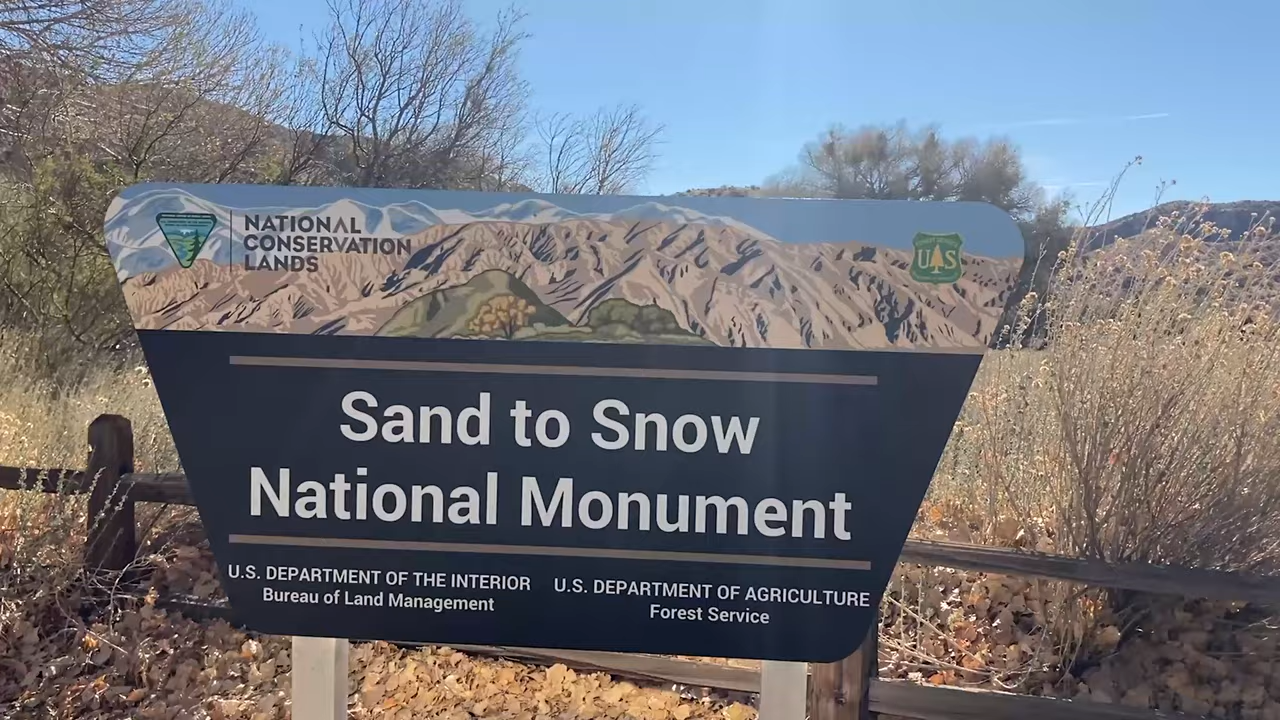 NATIONAL
CONSERVATION
LANDS
UAS
Sand to Snow
National Monument
U.S. DEPARTMENT OF THE INTERIOR
Bureau of Land Management
U.S. DEPARTMENT OF AGRICULTURE
Forest Service